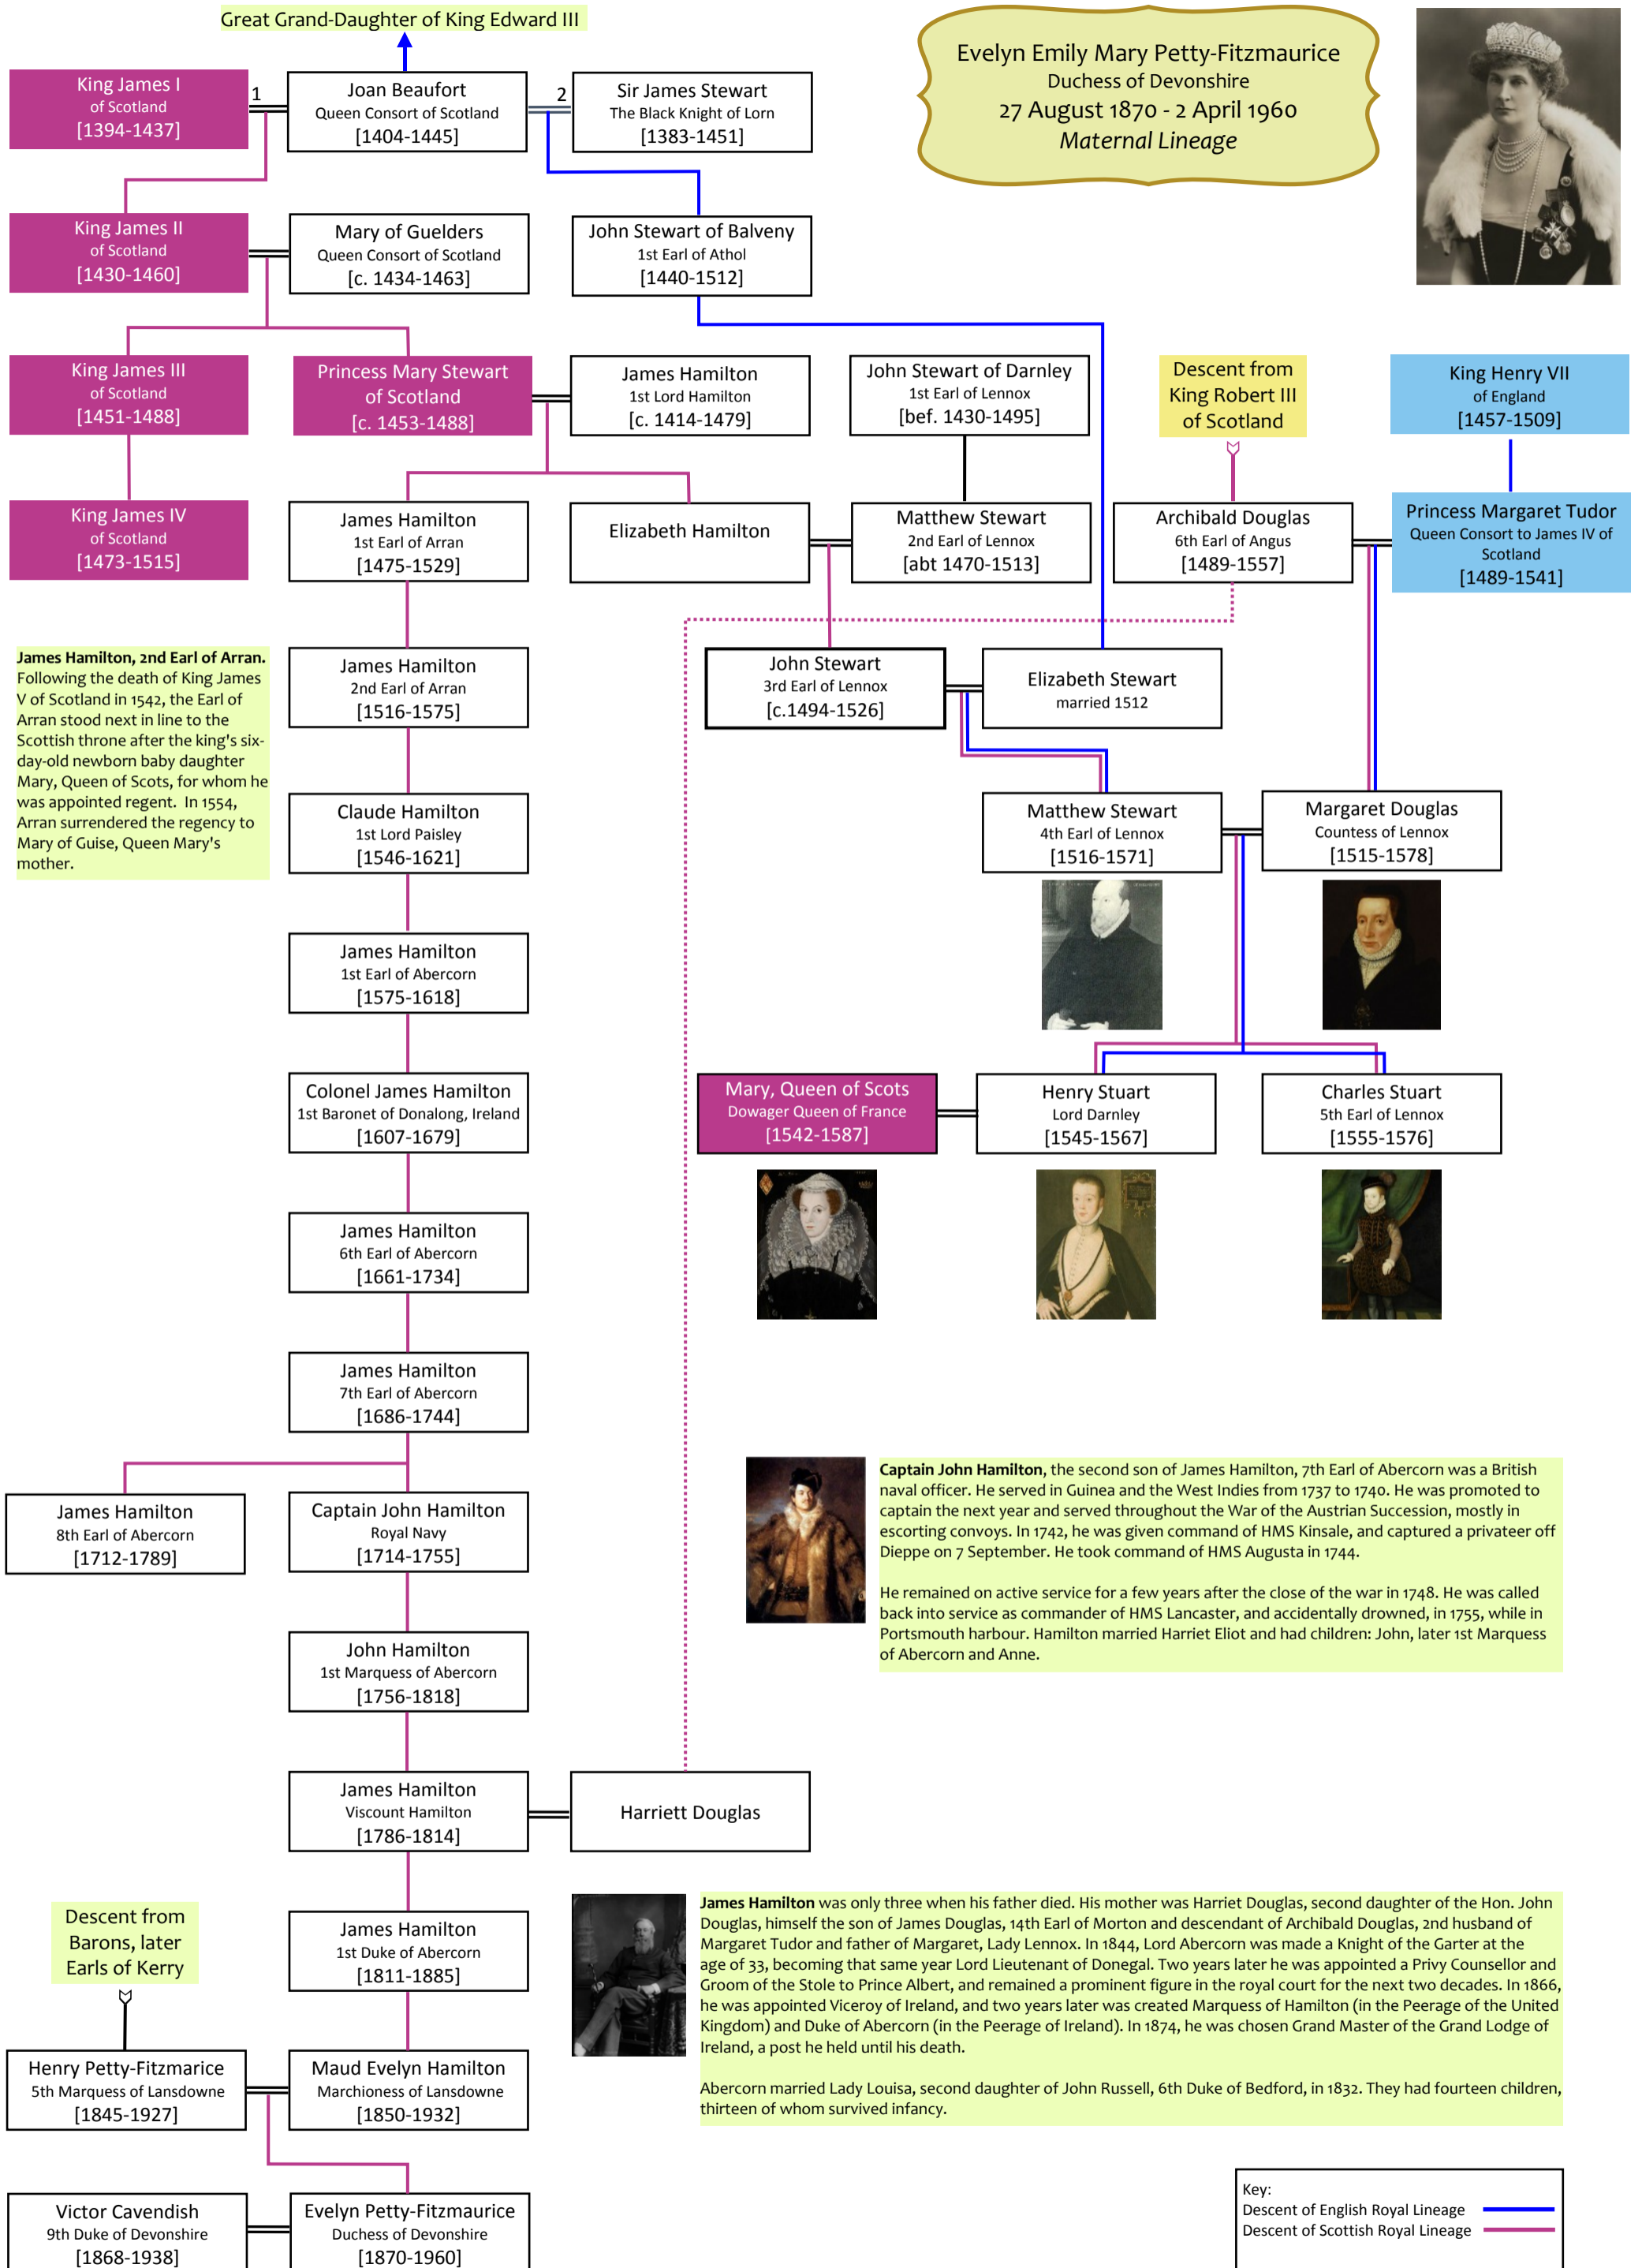 Great Grand-Daughter of King Edward III
Evelyn Emily Mary Petty-Fitzmaurice
Duchess of Devonshire
27 August 1870 - 2 April 1960
Maternal Lineage
King James I
of Scotland
[1394-1437]
1
Joan Beaufort
Queen Consort of Scotland
[1404-1445]
2
Sir James Stewart
The Black Knight of Lorn
[1383-1451]
King James II
of Scotland
[1430-1460]
Mary of Guelders
Queen Consort of Scotland
[c. 1434-1463]
John Stewart of Balveny
1st Earl of Athol
[1440-1512]
King James III
of Scotland
[1451-1488]
Princess Mary Stewart
of Scotland
[c. 1453-1488]
James Hamilton
1st Lord Hamilton
[c. 1414-1479]
John Stewart of Darnley
1st Earl of Lennox
[bef. 1430-1495]
Descent from
King Robert III
of Scotland
King Henry VII
of England
[1457-1509]
King James IV
of Scotland
[1473-1515]
James Hamilton
1st Earl of Arran
[1475-1529]
Elizabeth Hamilton
Matthew Stewart
2nd Earl of Lennox
[abt 1470-1513]
Archibald Douglas
6th Earl of Angus
[1489-1557]
Princess Margaret Tudor
Queen Consort to James IV of
Scotland
[1489-1541]
James Hamilton, 2nd Earl of Arran.
Following the death of King James
V of Scotland in 1542, the Earl of
Arran stood next in line to the
Scottish throne after the king's six-
day-old newborn baby daughter
Mary, Queen of Scots, for whom he
was appointed regent.  In 1554,
Arran surrendered the regency to
Mary of Guise, Queen Mary's
mother.
James Hamilton
2nd Earl of Arran
[1516-1575]
John Stewart
3rd Earl of Lennox
[c.1494-1526]
Elizabeth Stewart
married 1512
Claude Hamilton
1st Lord Paisley
[1546-1621]
Matthew Stewart
4th Earl of Lennox
[1516-1571]
Margaret Douglas
Countess of Lennox
[1515-1578]
James Hamilton
1st Earl of Abercorn
[1575-1618]
Colonel James Hamilton
1st Baronet of Donalong, Ireland
[1607-1679]
Mary, Queen of Scots
Dowager Queen of France
[1542-1587]
Henry Stuart
Lord Darnley
[1545-1567]
Charles Stuart
5th Earl of Lennox
[1555-1576]
James Hamilton
6th Earl of Abercorn
[1661-1734]
James Hamilton
7th Earl of Abercorn
[1686-1744]
James Hamilton
8th Earl of Abercorn
[1712-1789]
Captain John Hamilton
Royal Navy
[1714-1755]
Captain John Hamilton, the second son of James Hamilton, 7th Earl of Abercorn was a British
naval officer. He served in Guinea and the West Indies from 1737 to 1740. He was promoted to
captain the next year and served throughout the War of the Austrian Succession, mostly in
escorting convoys. In 1742, he was given command of HMS Kinsale, and captured a privateer off
Dieppe on 7 September. He took command of HMS Augusta in 1744.
He remained on active service for a few years after the close of the war in 1748. He was called
back into service as commander of HMS Lancaster, and accidentally drowned, in 1755, while in
Portsmouth harbour. Hamilton married Harriet Eliot and had children: John, later 1st Marquess
of Abercorn and Anne.
John Hamilton
1st Marquess of Abercorn
[1756-1818]
James Hamilton
Viscount Hamilton
[1786-1814]
Harriett Douglas
Descent from
Barons, later
Earls of Kerry
James Hamilton
1st Duke of Abercorn
[1811-1885]
James Hamilton was only three when his father died. His mother was Harriet Douglas, second daughter of the Hon. John
Douglas, himself the son of James Douglas, 14th Earl of Morton and descendant of Archibald Douglas, 2nd husband of
Margaret Tudor and father of Margaret, Lady Lennox. In 1844, Lord Abercorn was made a Knight of the Garter at the
age of 33, becoming that same year Lord Lieutenant of Donegal. Two years later he was appointed a Privy Counsellor and
Groom of the Stole to Prince Albert, and remained a prominent figure in the royal court for the next two decades. In 1866,
he was appointed Viceroy of Ireland, and two years later was created Marquess of Hamilton (in the Peerage of the United
Kingdom) and Duke of Abercorn (in the Peerage of Ireland). In 1874, he was chosen Grand Master of the Grand Lodge of
Ireland, a post he held until his death.
Abercorn married Lady Louisa, second daughter of John Russell, 6th Duke of Bedford, in 1832. They had fourteen children,
thirteen of whom survived infancy.
Henry Petty-Fitzmarice
5th Marquess of Lansdowne
[1845-1927]
Maud Evelyn Hamilton
Marchioness of Lansdowne
[1850-1932]
Victor Cavendish
9th Duke of Devonshire
[1868-1938]
Evelyn Petty-Fitzmaurice
Duchess of Devonshire
[1870-1960]
Key:
Descent of English Royal Lineage
Descent of Scottish Royal Lineage